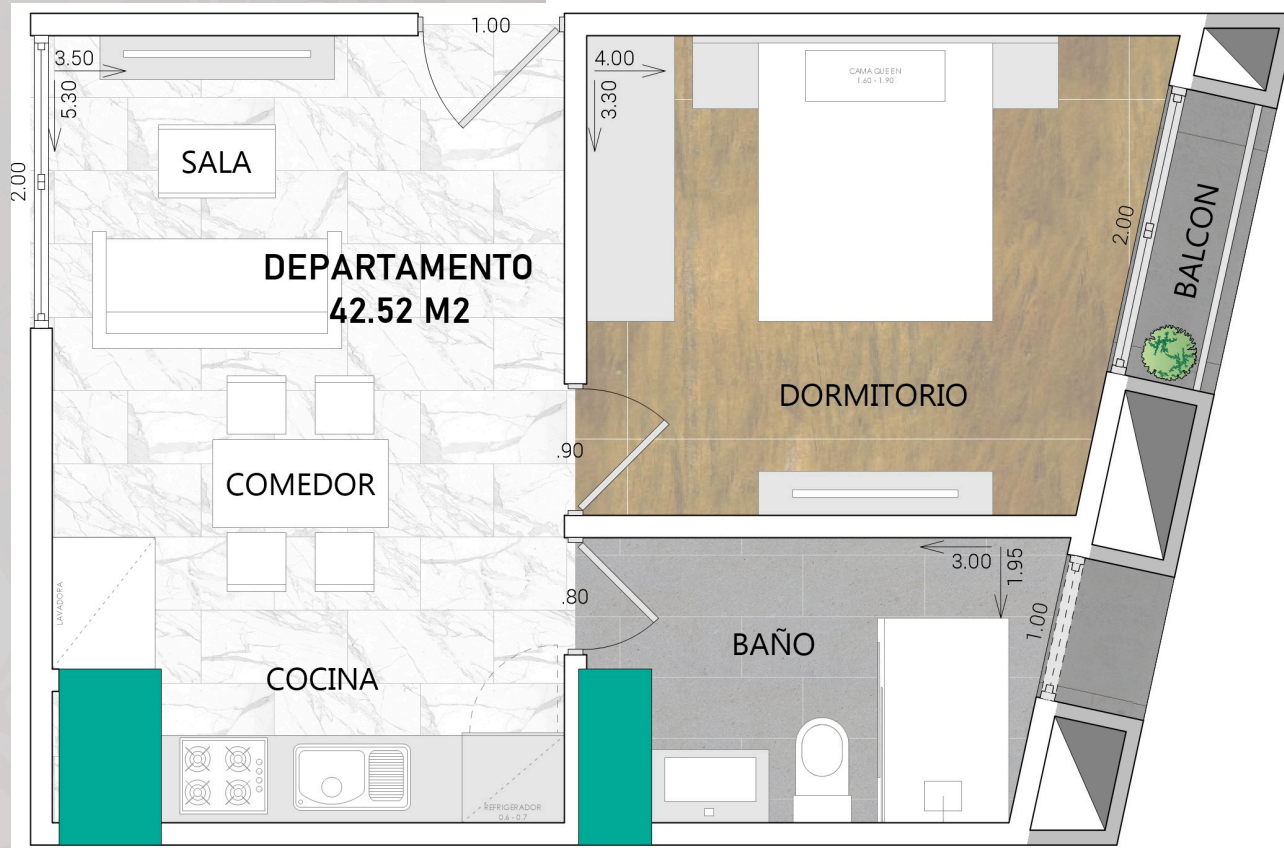 1.00
3.50
5.30
4.00
3.30
CAMA QUEEN
1.60 - 1.90
SALA
2.00
2.00
BALCON
DEPARTAMENTO
42.52 M2
DORMITORIO
.90
COMEDOR
3.00
1.95
LAVADORA
.80
1.00
BAÑO
COCINA
REFRIGERADOR
0.6 - 0.7